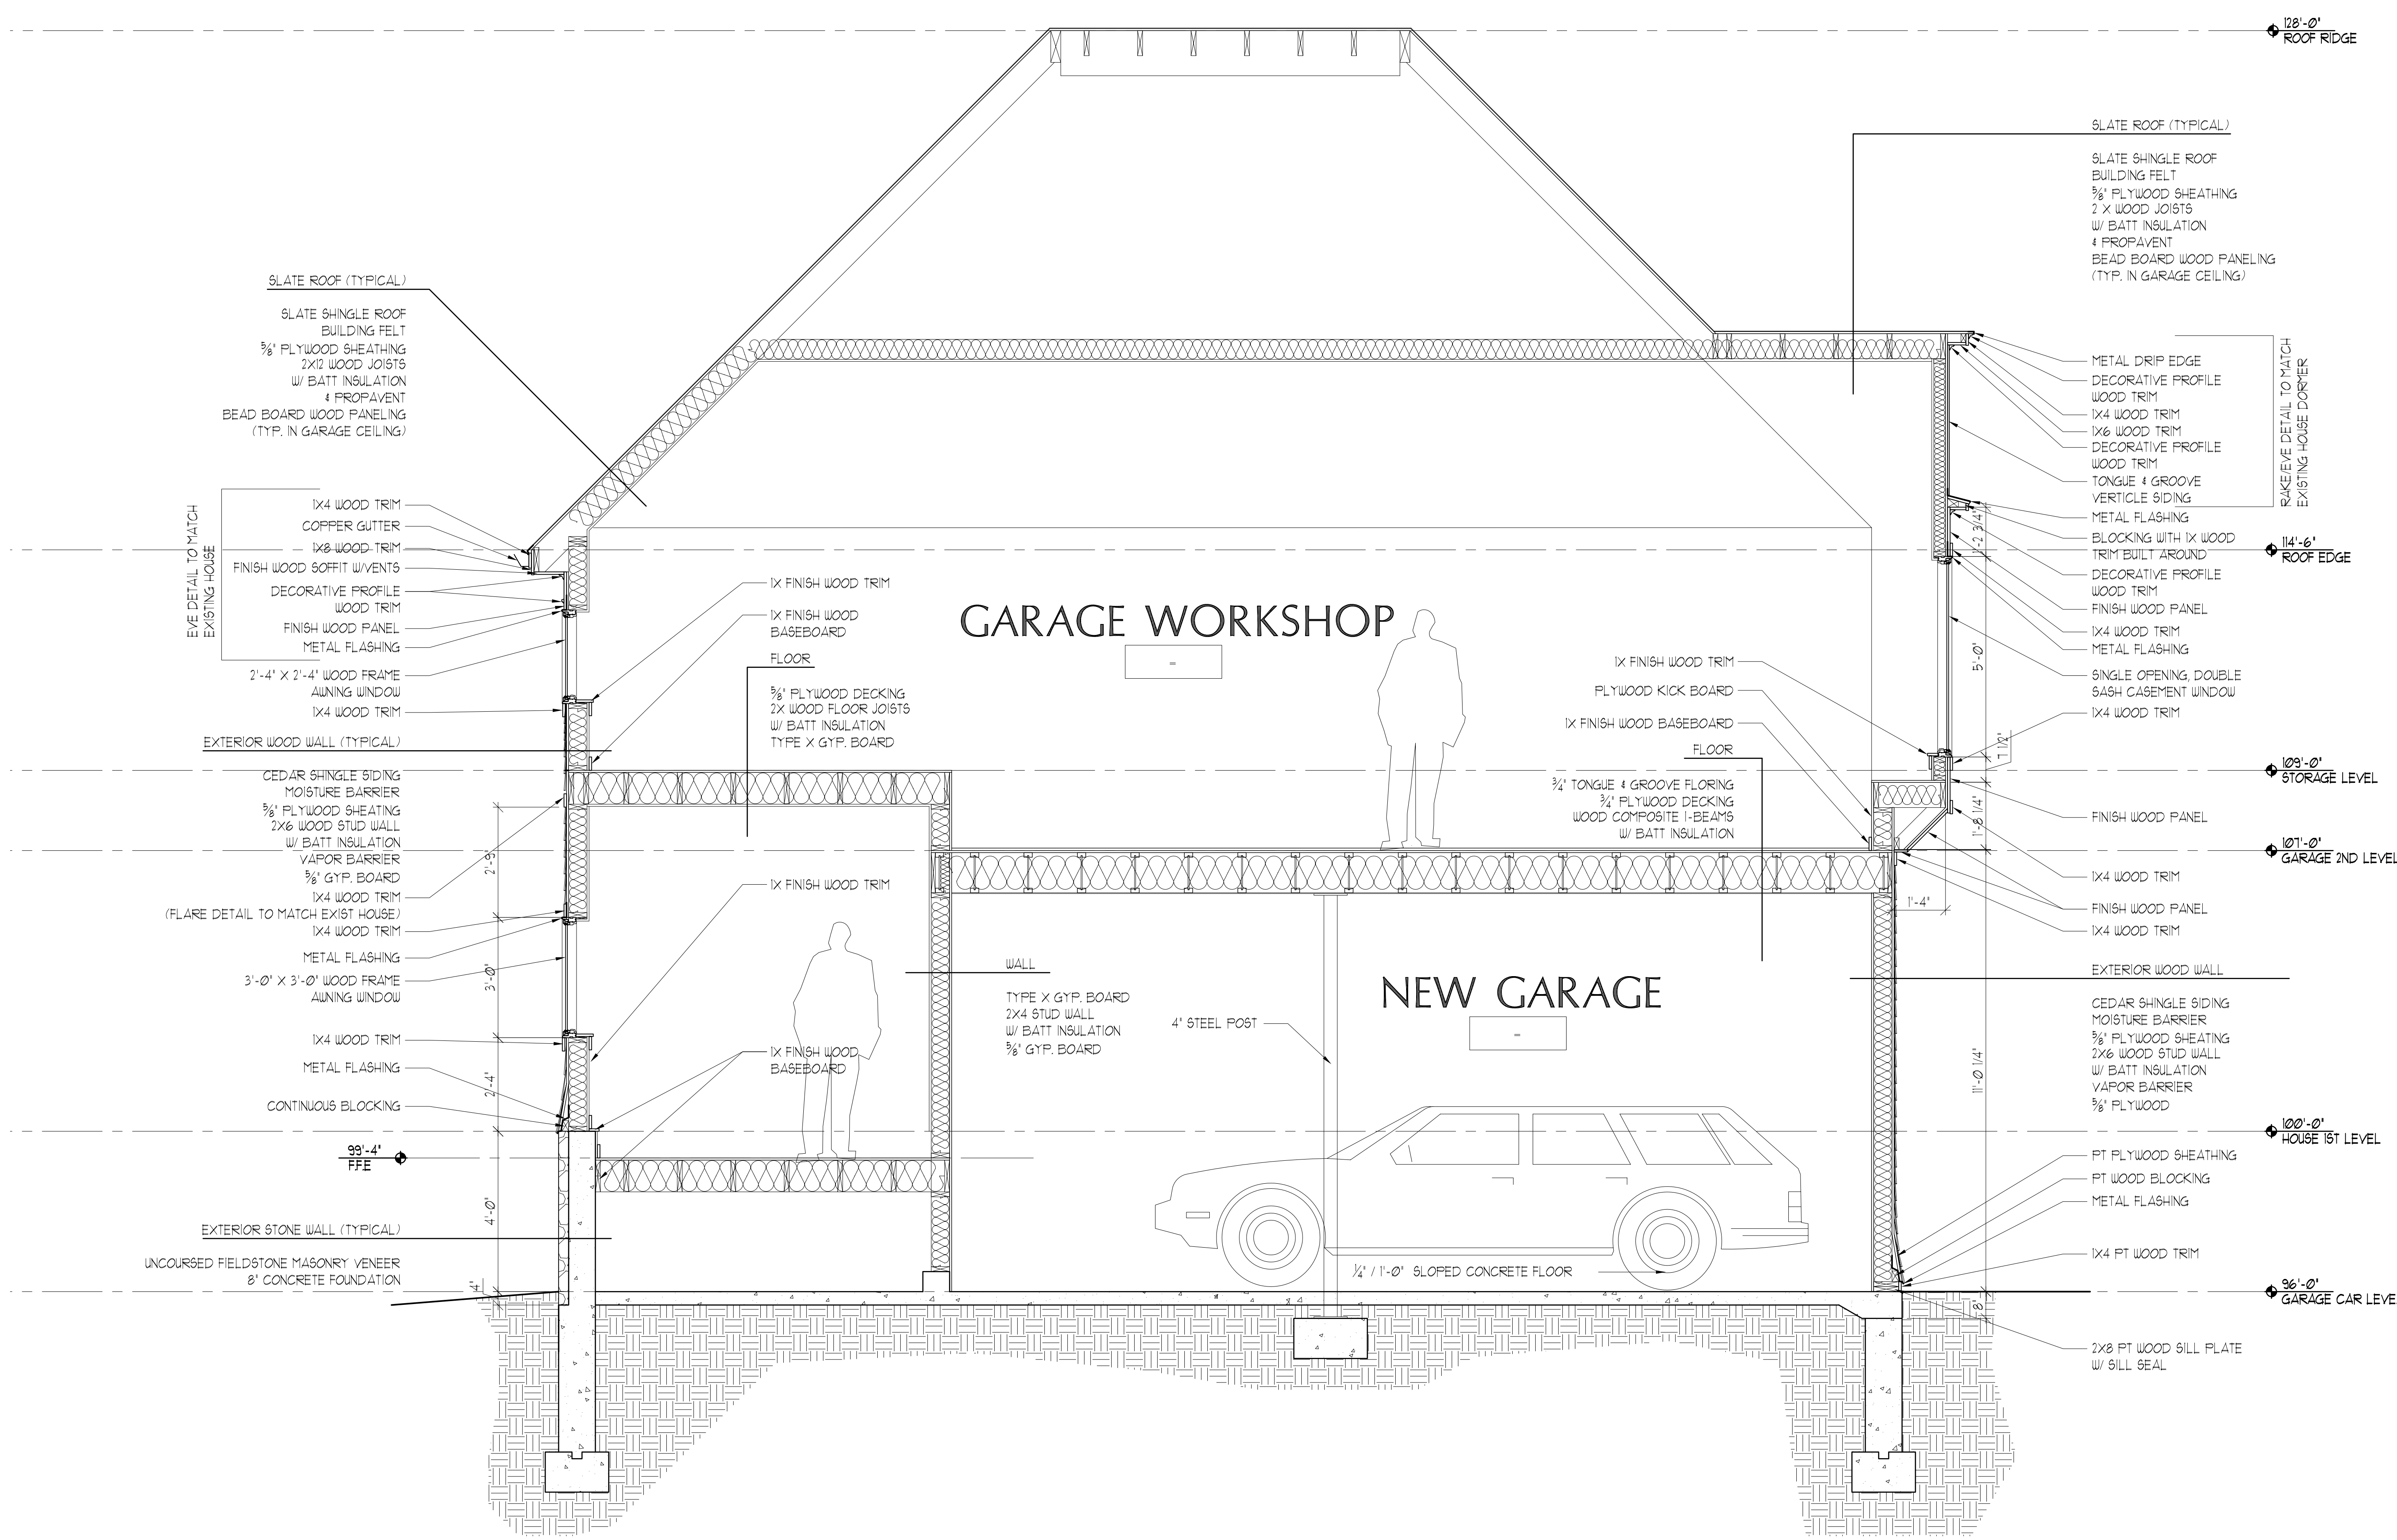 128'-0"
ROOF RIDGE
SLATE ROOF (TYPICAL)
SLATE SHINGLE ROOF
BUILDING FELT
5/8" PLYWOOD SHEATHING
2 X WOOD JOISTS
W/ BATT INSULATION
& PROPAVENT
BEAD BOARD WOOD PANELING
(TYP. IN GARAGE CEILING)
SLATE ROOF (TYPICAL)
SLATE SHINGLE ROOF
BUILDING FELT
5/8" PLYWOOD SHEATHING
2X12 WOOD JOISTS
W/ BATT INSULATION
& PROPAVENT
BEAD BOARD WOOD PANELING
(TYP. IN GARAGE CEILING)
EVE DETAIL TO MATCH
EXISTING HOUSE
1X4 WOOD TRIM
COPPER GUTTER
1X8 WOOD TRIM
FINISH WOOD SOFFIT W/VENTS
DECORATIVE PROFILE
WOOD TRIM
FINISH WOOD PANEL
METAL FLASHING
2'-4" X 2'-4" WOOD FRAME
AWNING WINDOW
1X4 WOOD TRIM
EXTERIOR WOOD WALL (TYPICAL)
CEDAR SHINGLE SIDING
MOISTURE BARRIER
5/8" PLYWOOD SHEATING
2X6 WOOD STUD WALL
W/ BATT INSULATION
VAPOR BARRIER
5/8" GYP. BOARD
1X4 WOOD TRIM
(FLARE DETAIL TO MATCH EXIST HOUSE)
1X4 WOOD TRIM
METAL FLASHING
3'-0" X 3'-0" WOOD FRAME
AWNING WINDOW
1X4 WOOD TRIM
METAL FLASHING
CONTINUOUS BLOCKING
99'-4"
F.F.E
EXTERIOR STONE WALL (TYPICAL)
UNCOURSED FIELDSTONE MASONRY VENEER
8" CONCRETE FOUNDATION
2'-9"
3'-0"
2'-4"
4'-0"
4"
1X FINISH WOOD TRIM
1X FINISH WOOD
BASEBOARD
FLOOR
5/8" PLYWOOD DECKING
2X WOOD FLOOR JOISTS
W/ BATT INSULATION
TYPE X GYP. BOARD
GARAGE WORKSHOP
1X FINISH WOOD TRIM
PLYWOOD KICK BOARD
1X FINISH WOOD BASEBOARD
FLOOR
3/4" TONGUE & GROOVE FLORING
3/4" PLYWOOD DECKING
WOOD COMPOSITE I-BEAMS
W/ BATT INSULATION
1X FINISH WOOD TRIM
WALL
TYPE X GYP. BOARD
2X4 STUD WALL
W/ BATT INSULATION
5/8" GYP. BOARD
1X FINISH WOOD
BASEBOARD
4" STEEL POST
NEW GARAGE
1/4" / 1'-0" SLOPED CONCRETE FLOOR
METAL DRIP EDGE
DECORATIVE PROFILE
WOOD TRIM
1X4 WOOD TRIM
1X6 WOOD TRIM
DECORATIVE PROFILE
WOOD TRIM
TONGUE & GROOVE
VERTICLE SIDING
METAL FLASHING
BLOCKING WITH 1X WOOD
TRIM BUILT AROUND
DECORATIVE PROFILE
WOOD TRIM
FINISH WOOD PANEL
1X4 WOOD TRIM
METAL FLASHING
SINGLE OPENING, DOUBLE
SASH CASEMENT WINDOW
1X4 WOOD TRIM
FINISH WOOD PANEL
1X4 WOOD TRIM
FINISH WOOD PANEL
1X4 WOOD TRIM
RAKE/EVE DETAIL TO MATCH
EXISTING HOUSE DORMER
114'-6"
ROOF EDGE
109'-0"
STORAGE LEVEL
107'-0"
GARAGE 2ND LEVEL
1'-2 3/4"
5'-0"
7 1/2"
1'-8 1/4"
1'-4"
11'-0 1/4"
8"
EXTERIOR WOOD WALL
CEDAR SHINGLE SIDING
MOISTURE BARRIER
5/8" PLYWOOD SHEATING
2X6 WOOD STUD WALL
W/ BATT INSULATION
VAPOR BARRIER
5/8" PLYWOOD
100'-0"
HOUSE 1ST LEVEL
PT PLYWOOD SHEATHING
PT WOOD BLOCKING
METAL FLASHING
1X4 PT WOOD TRIM
96'-0"
GARAGE CAR LEVE
2X8 PT WOOD SILL PLATE
W/ SILL SEAL